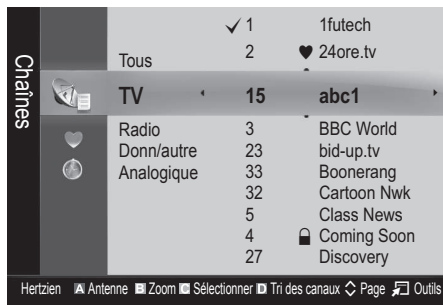 Chaînes
✓ 1 1futech
Tous 2 ♥ 24ore.tv
TV 15 abc1
Radio 3 BBC World
Donn/autre 23 bid-up.tv
Analogique 33 Boonerang
32 Cartoon Nwk
5 Class News
4 Coming Soon
27 Discovery
Hertzien A Antenne B Zoom C Sélectionner D Tri des canaux Page Outils